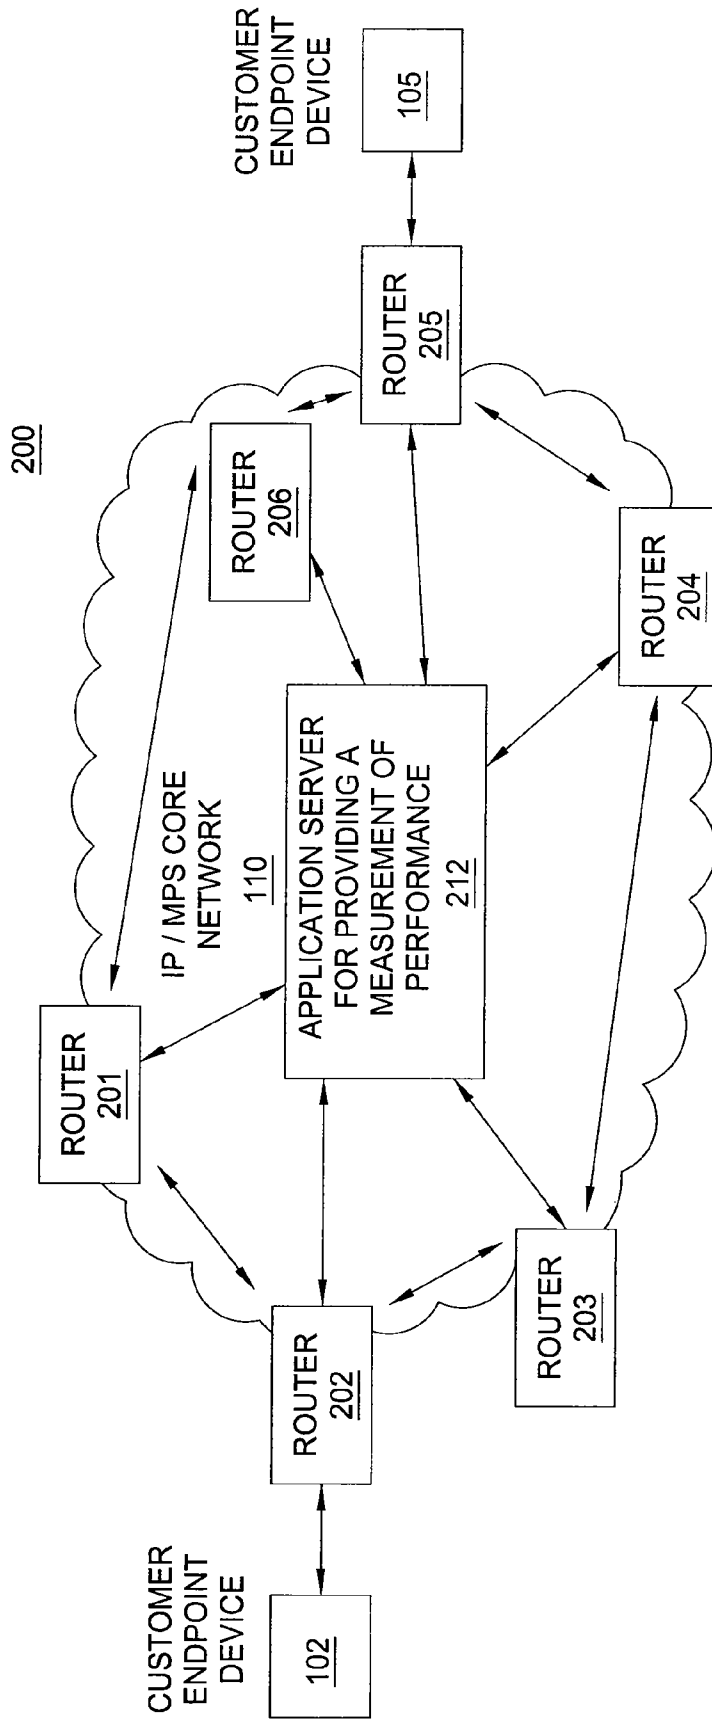 200
CUSTOMER
ENDPOINT
DEVICE
102
ROUTER
202
ROUTER
201
ROUTER
203
IP / MPS CORE
NETWORK
110
APPLICATION SERVER
FOR PROVIDING A
MEASUREMENT OF
PERFORMANCE
212
ROUTER
206
ROUTER
204
ROUTER
205
CUSTOMER
ENDPOINT
DEVICE
105